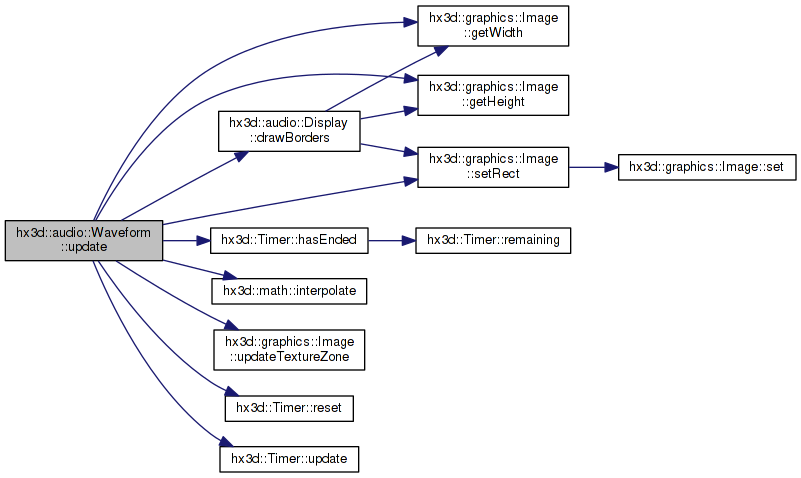 hx3d::graphics::Image
::getWidth
hx3d::graphics::Image
::getHeight
hx3d::audio::Display
::drawBorders
hx3d::graphics::Image
::setRect
hx3d::graphics::Image::set
hx3d::audio::Waveform
::update
hx3d::Timer::hasEnded
hx3d::Timer::remaining
hx3d::math::interpolate
hx3d::graphics::Image
::updateTextureZone
hx3d::Timer::reset
hx3d::Timer::update